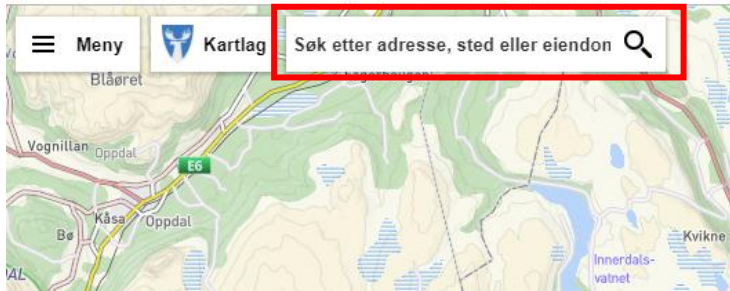 Meny
Kartlag
Søk etter adresse, sted eller eiendon
Blåøret
Vognillan
Oppdal
E6
Kåsa
Oppdal
Bø
Kvikne
Innerdals-
vatnet